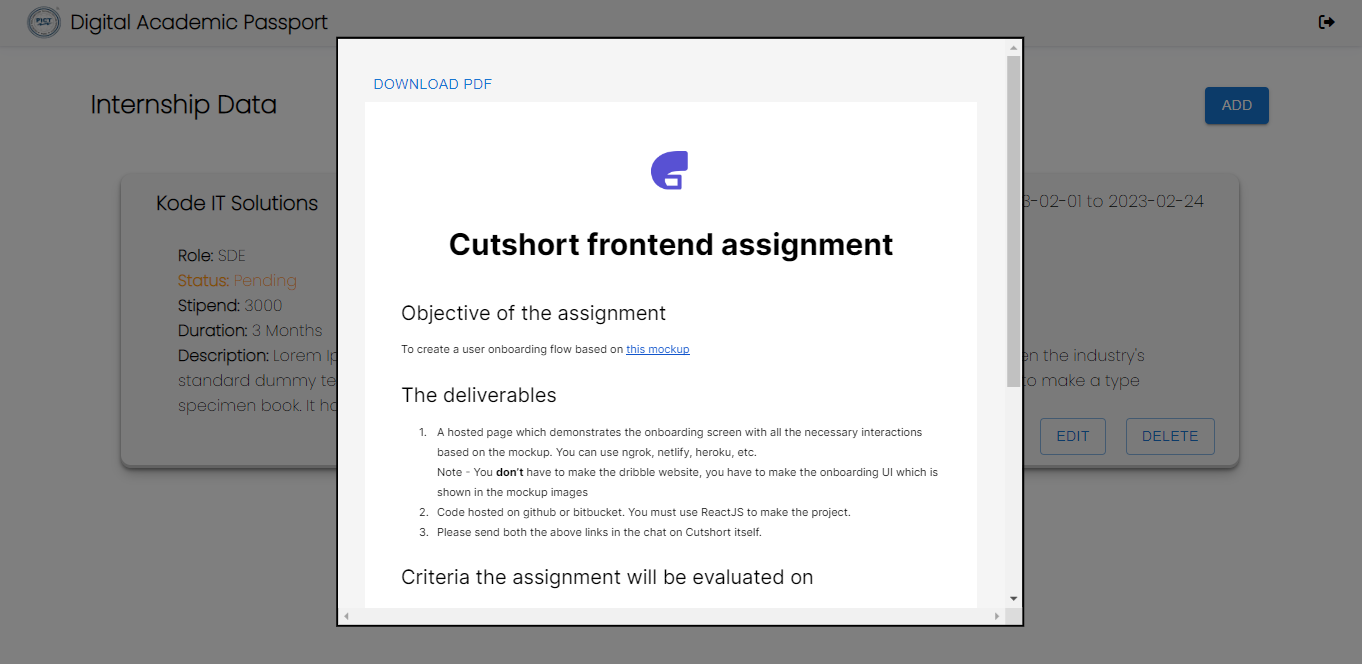 PICT
Digital Academic Passport
DOWNLOAD PDF
Internship Data
ADD
Cutshort frontend assignment
Kode IT Solutions
3-02-01 to 2023-02-24
Role: SDE
Status: Pending
Stipend: 3000
Duration: 3 Months
Description: Lorem Ip
en the industry's
standard dummy te
to make a type
specimen book. It ha
EDIT
DELETE
Objective of the assignment
To create a user onboarding flow based on this mockup
The deliverables
1. A hosted page which demonstrates the onboarding screen with all the necessary interactions
based on the mockup. You can use ngrok, netlify, heroku, etc.
Note - You don't have to make the dribble website, you have to make the onboarding UI which is
shown in the mockup images
2. Code hosted on github or bitbucket. You must use ReactJS to make the project.
3. Please send both the above links in the chat on Cutshort itself.
Criteria the assignment will be evaluated on